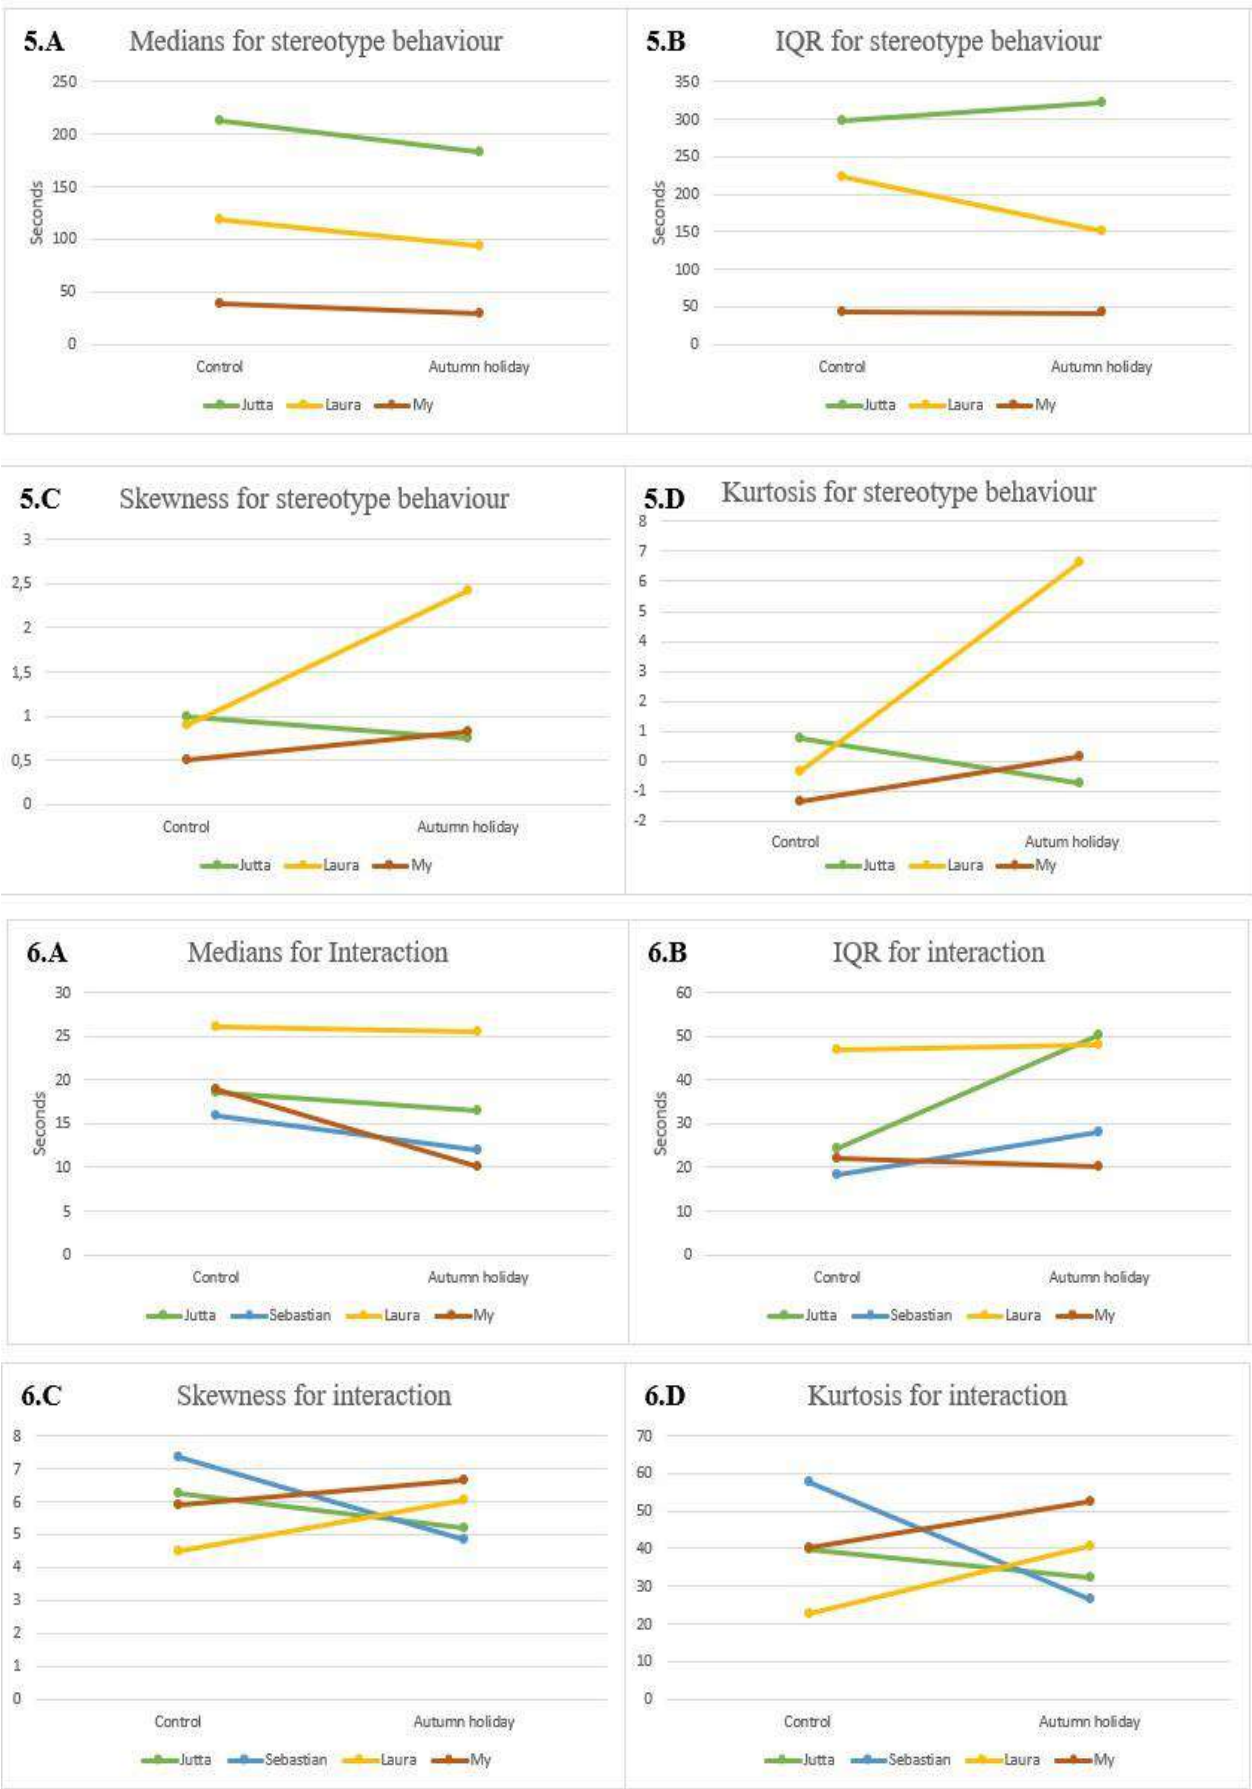 5.A Medians for stereotype behaviour
250
200
150
100
50
0
Seconds
Control Autumn holiday
Jutta Laura My
5.B IQR for stereotype behaviour
350
300
250
200
150
100
50
0
Seconds
Control Autumn holiday
Jutta Laura My
5.C Skewness for stereotype behaviour
3
2,5
2
1,5
1
0,5
0
Control Autumn holiday
Jutta Laura My
5.D Kurtosis for stereotype behaviour
8
7
6
5
4
3
2
1
0
-1
-2
Control Autum holiday
Jutta Laura My
6.A Medians for Interaction
30
25
20
15
10
5
0
Seconds
Control Autumn holiday
Jutta Sebastian Laura My
6.B IQR for interaction
60
50
40
30
20
10
0
Seconds
Control Autumn holiday
Jutta Sebastian Laura My
6.C Skewness for interaction
8
7
6
5
4
3
2
1
0
Control Autumn holiday
Jutta Sebastian Laura My
6.D Kurtosis for interaction
70
60
50
40
30
20
10
0
Control Autumn holiday
Jutta Sebastian Laura My